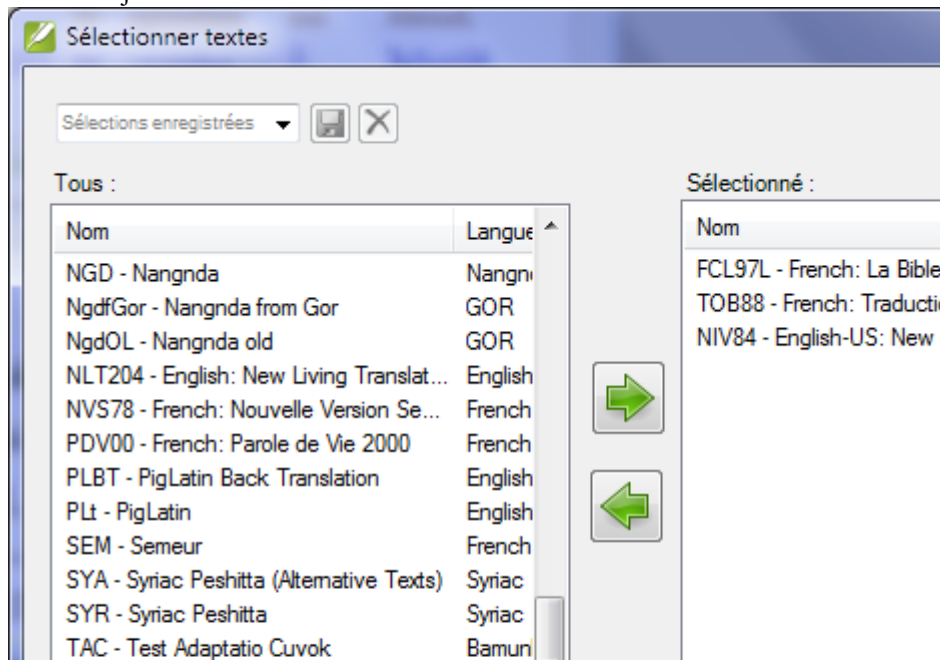 Sélectionner textes
Sélections enregistrées
Tous :
Sélectionné :
Nom Langue
NGD - Nangnda
NgdfGor - Nangnda from Gor GOR
NgdOL - Nangnda old GOR
NLT204 - English: New Living Translat... English
NVS78 - French: Nouvelle Version Se... French
PDV00 - French: Parole de Vie 2000 French
PLBT - PigLatin Back Translation English
PLt - PigLatin English
SEM - Semeur French
SYA - Syriac Peshitta (Alternative Texts) Syriac
SYR - Syriac Peshitta Syriac
TAC - Test Adaptatio Cuvok Bamun
Nom
FCL97L - French: La Bible
TOB88 - French: Traducti
NIV84 - English-US: New